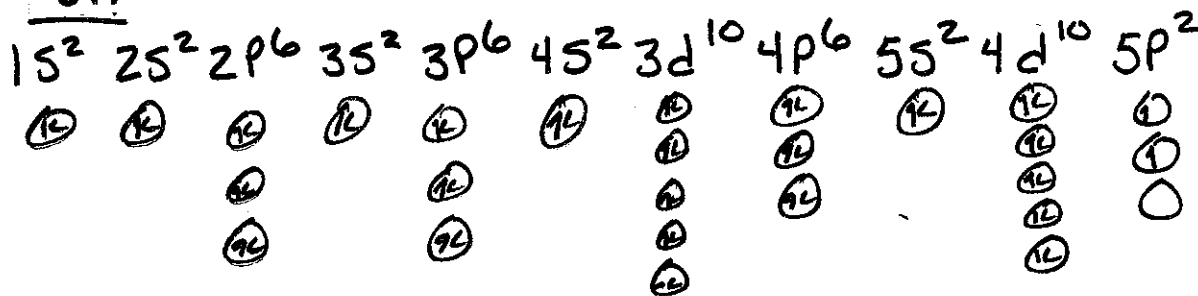 1s² 2s² 2p⁶ 3s² 3p⁶ 4s² 3d¹⁰ 4p⁶ 5s² 4d¹⁰ 5p²